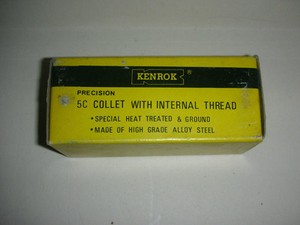 KENROK
PRECISION
5C COLLET WITH INTERNAL THREAD
• SPECIAL HEAT TREATED & GROUND
• MADE OF HIGH GRADE ALLOY STEEL